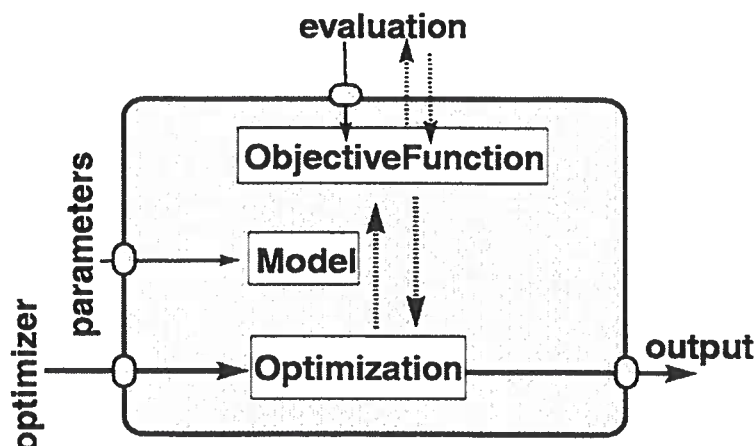 evaluation
ObjectiveFunction
parameters
Model
optimizer
Optimization
output